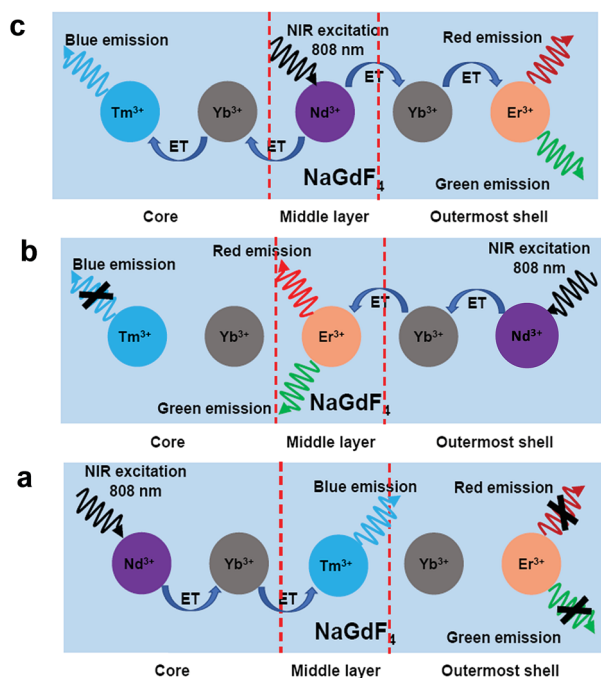 c
Blue emission
NIR excitation
808 nm
Red emission
ET
ET
Tm³⁺
Yb³⁺
Nd³⁺
Yb³⁺
Er³⁺
ET
ET
NaGdF₄
Green emission
Core
Middle layer
Outermost shell
b
Blue emission
Red emission
NIR excitation
808 nm
ET
ET
Tm³⁺
Yb³⁺
Er³⁺
Yb³⁺
Nd³⁺
Green emission
NaGdF₄
Core
Middle layer
Outermost shell
a
NIR excitation
808 nm
Blue emission
Red emission
Nd³⁺
Yb³⁺
Tm³⁺
Yb³⁺
Er³⁺
ET
ET
NaGdF₄
Green emission
Core
Middle layer
Outermost shell